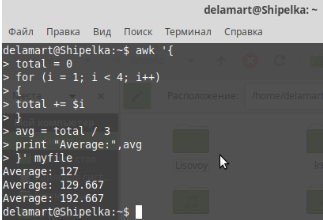 delamart@Shipelka: ~
Файл Правка Вид Поиск Терминал Справка
delamart@Shipelka:~$ awk '{
> total = 0
> for (i = 1; i < 4; i++)
> {
> total += $i
> }
> avg = total / 3
> print "Average:",avg
> }' myfile
Average: 127
Average: 129.667
Average: 192.667
delamart@Shipelka:~$
Расположение: /home/delamart
Lisovoy